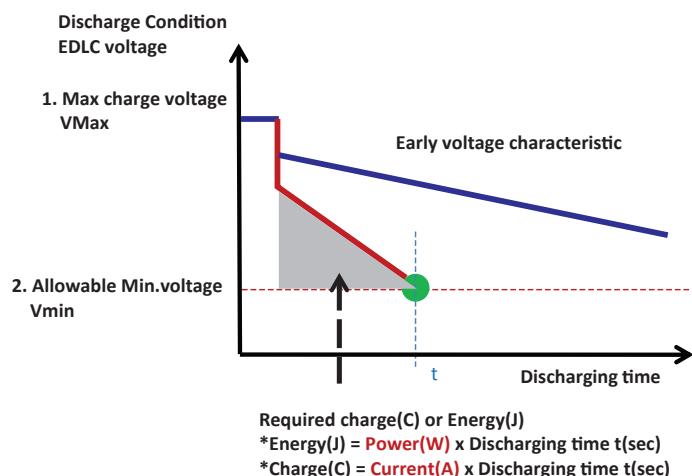 Discharge Condition
EDLC voltage
1. Max charge voltage
VMax
Early voltage characteristic
2. Allowable Min.voltage
Vmin
t
Discharging time
Required charge(C) or Energy(J)
*Energy(J) = Power(W) x Discharging time t(sec)
*Charge(C) = Current(A) x Discharging time t(sec)